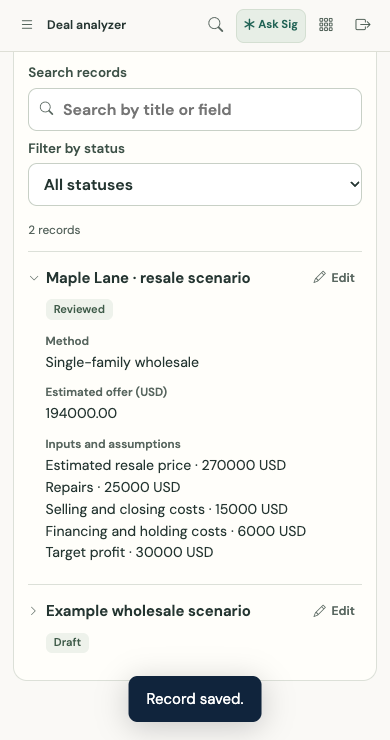 Deal analyzer
Ask Sig
Search records
Search by title or field
Filter by status
All statuses
2 records
Maple Lane · resale scenario
Edit
Reviewed
Method
Single-family wholesale
Estimated offer (USD)
194000.00
Inputs and assumptions
Estimated resale price · 270000 USD
Repairs · 25000 USD
Selling and closing costs · 15000 USD
Financing and holding costs · 6000 USD
Target profit · 30000 USD
Example wholesale scenario
Edit
Draft
Record saved.